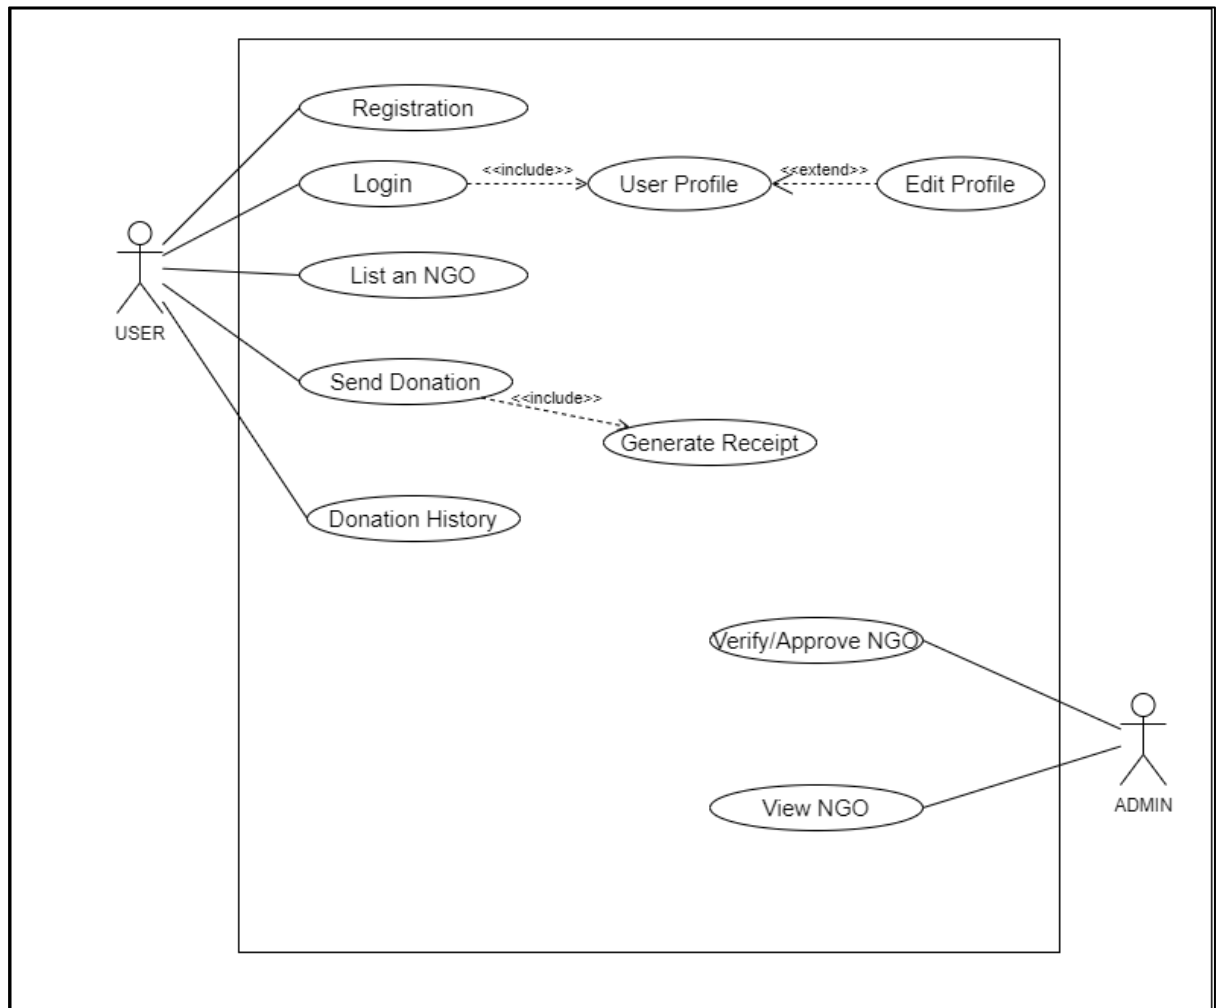 Registration
<<include>>
<<extend>>
Login
User Profile
Edit Profile
List an NGO
USER
Send Donation
<<include>>
Generate Receipt
Donation History
Verify/Approve NGO
View NGO
ADMIN